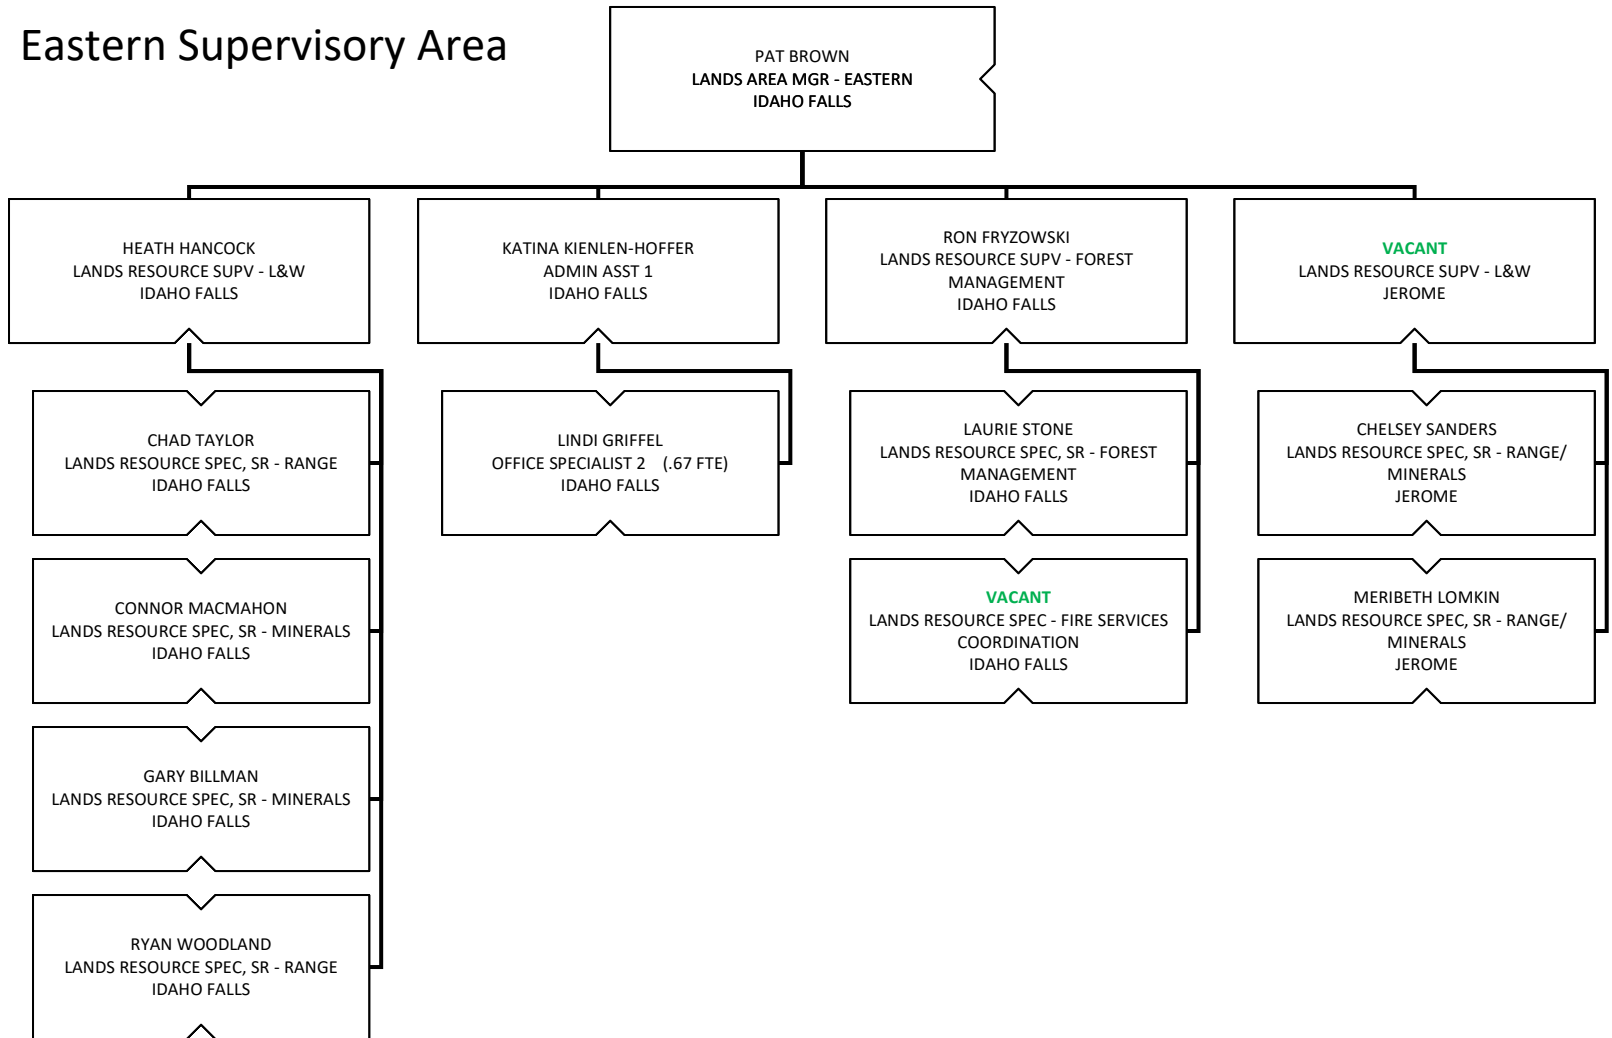 Eastern Supervisory Area
PAT BROWN
LANDS AREA MGR - EASTERN
IDAHO FALLS
HEATH HANCOCK
LANDS RESOURCE SUPV - L&W
IDAHO FALLS
KATINA KIENLEN-HOFFER
ADMIN ASST 1
IDAHO FALLS
RON FRYZOWSKI
LANDS RESOURCE SUPV - FOREST
MANAGEMENT
IDAHO FALLS
VACANT
LANDS RESOURCE SUPV - L&W
JEROME
CHAD TAYLOR
LANDS RESOURCE SPEC, SR - RANGE
IDAHO FALLS
LINDI GRIFFEL
OFFICE SPECIALIST 2 (.67 FTE)
IDAHO FALLS
LAURIE STONE
LANDS RESOURCE SPEC, SR - FOREST
MANAGEMENT
IDAHO FALLS
CHELSEY SANDERS
LANDS RESOURCE SPEC, SR - RANGE/
MINERALS
JEROME
CONNOR MACMAHON
LANDS RESOURCE SPEC, SR - MINERALS
IDAHO FALLS
VACANT
LANDS RESOURCE SPEC - FIRE SERVICES
COORDINATION
IDAHO FALLS
MERIBETH LOMKIN
LANDS RESOURCE SPEC, SR - RANGE/
MINERALS
JEROME
GARY BILLMAN
LANDS RESOURCE SPEC, SR - MINERALS
IDAHO FALLS
RYAN WOODLAND
LANDS RESOURCE SPEC, SR - RANGE
IDAHO FALLS